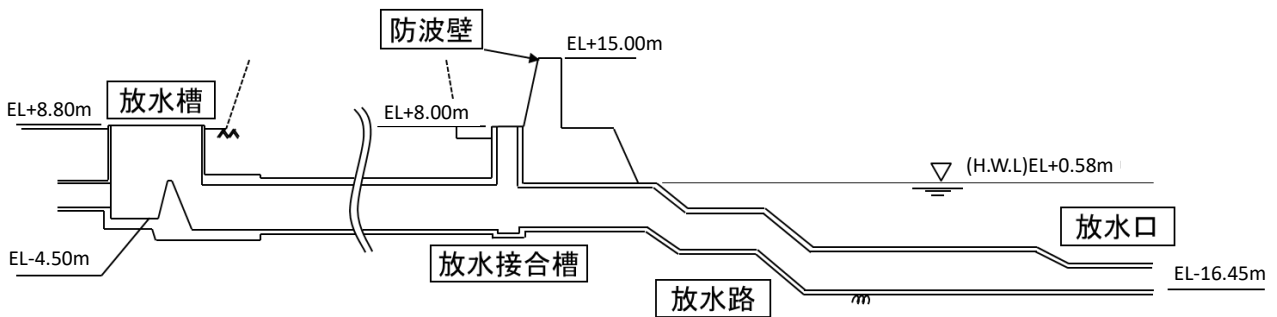 防波壁
EL+15.00m
放水槽
EL+8.80m
EL+8.00m
(H.W.L)EL+0.58m
放水口
EL-4.50m
放水接合槽
EL-16.45m
放水路